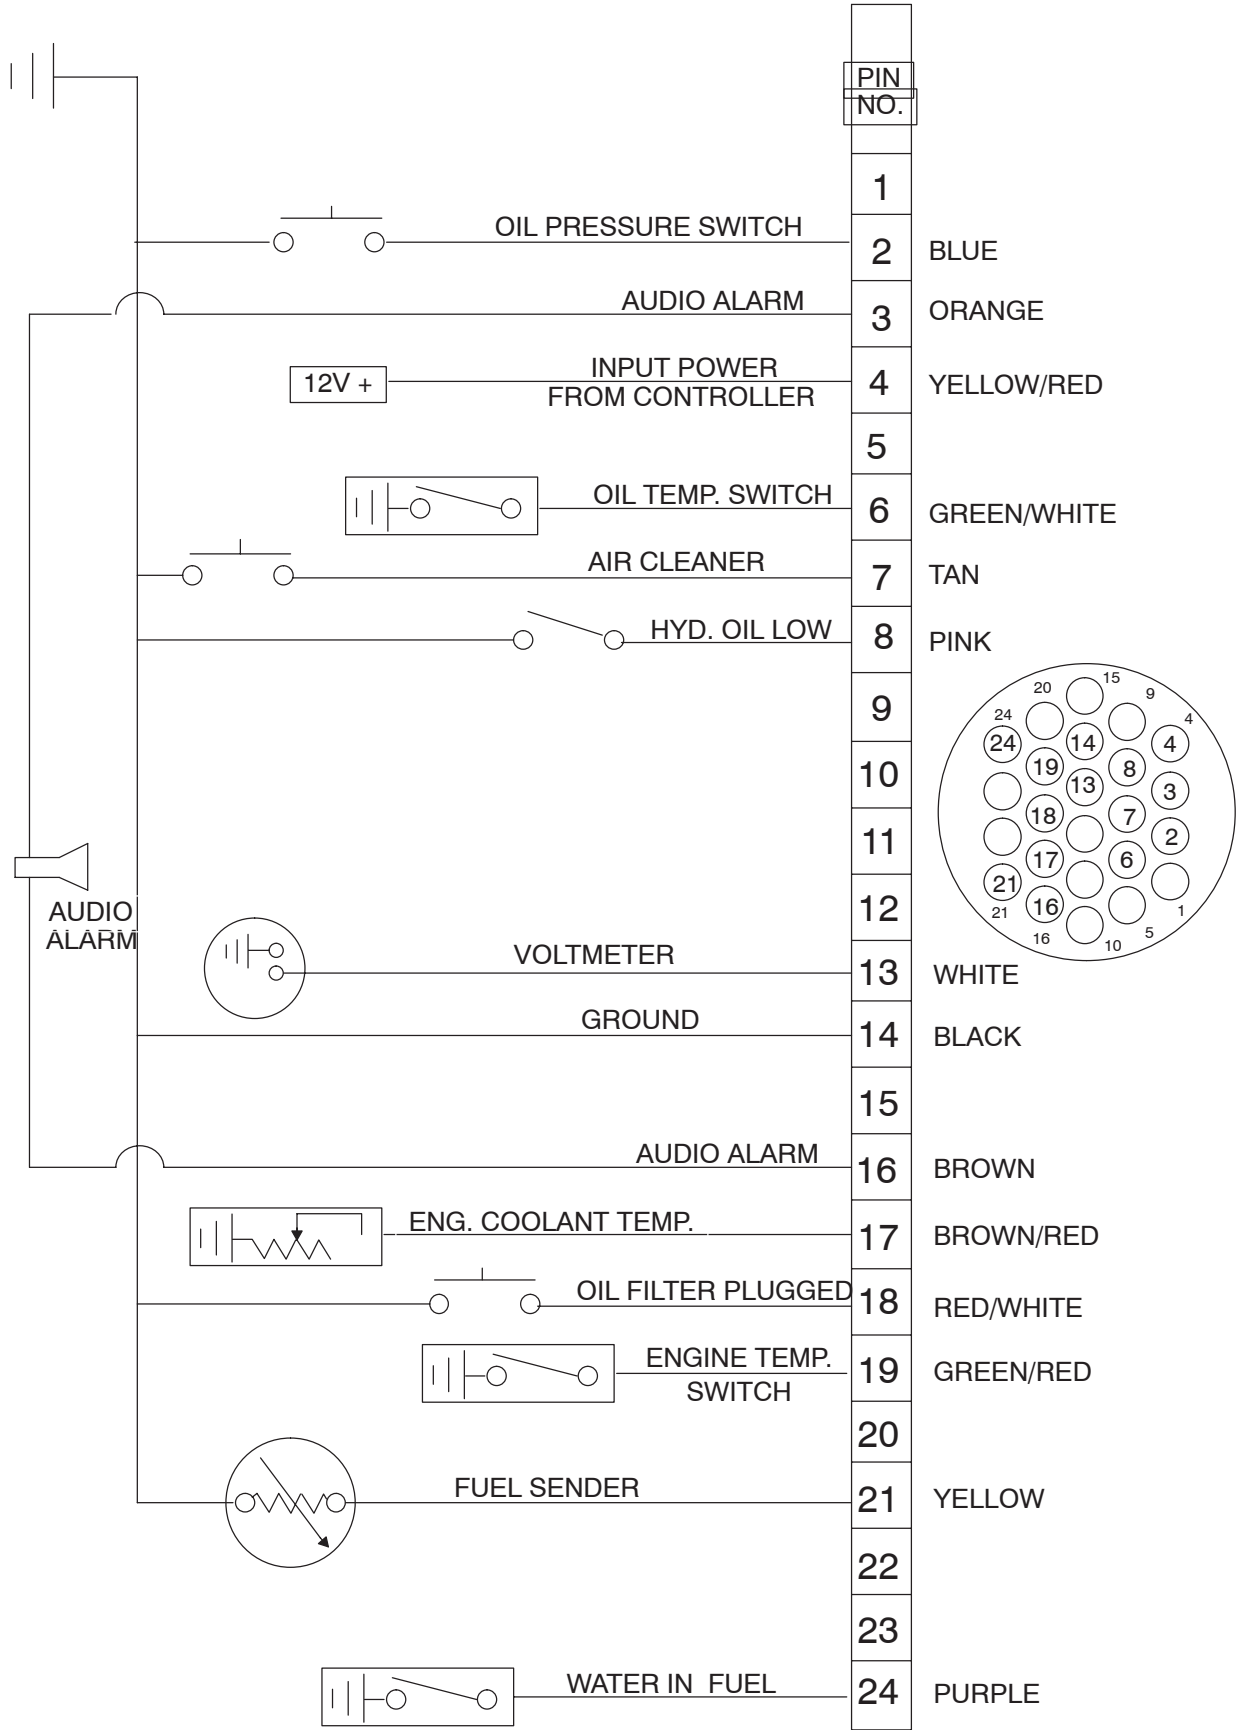 PIN
NO.
1
OIL PRESSURE SWITCH
2 BLUE
AUDIO ALARM
3 ORANGE
12V +
INPUT POWER
FROM CONTROLLER
4 YELLOW/RED
5
OIL TEMP. SWITCH
6 GREEN/WHITE
AIR CLEANER
7 TAN
HYD. OIL LOW
8 PINK
9
10
11
12
AUDIO
ALARM
VOLTMETER
13 WHITE
GROUND
14 BLACK
15
AUDIO ALARM
16 BROWN
ENG. COOLANT TEMP.
17 BROWN/RED
OIL FILTER PLUGGED
18 RED/WHITE
ENGINE TEMP.
SWITCH
19 GREEN/RED
20
FUEL SENDER
21 YELLOW
22
23
WATER IN FUEL
24 PURPLE
20 15 9
24 4
24 14 4
19 13 8 3
18 7 2
17 6
21 16
21 16 10 5 1